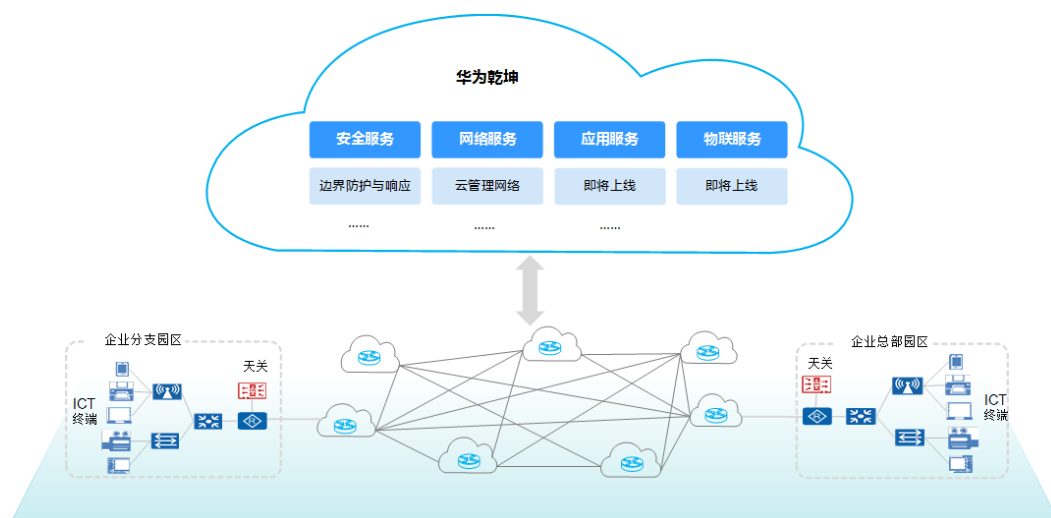 华为乾坤
安全服务 网络服务 应用服务 物联服务
边界防护与响应 云管理网络 即将上线 即将上线
...... ...... ......
企业分支园区
天关
ICT
终端
R
企业总部园区
天关
ICT
终端
R